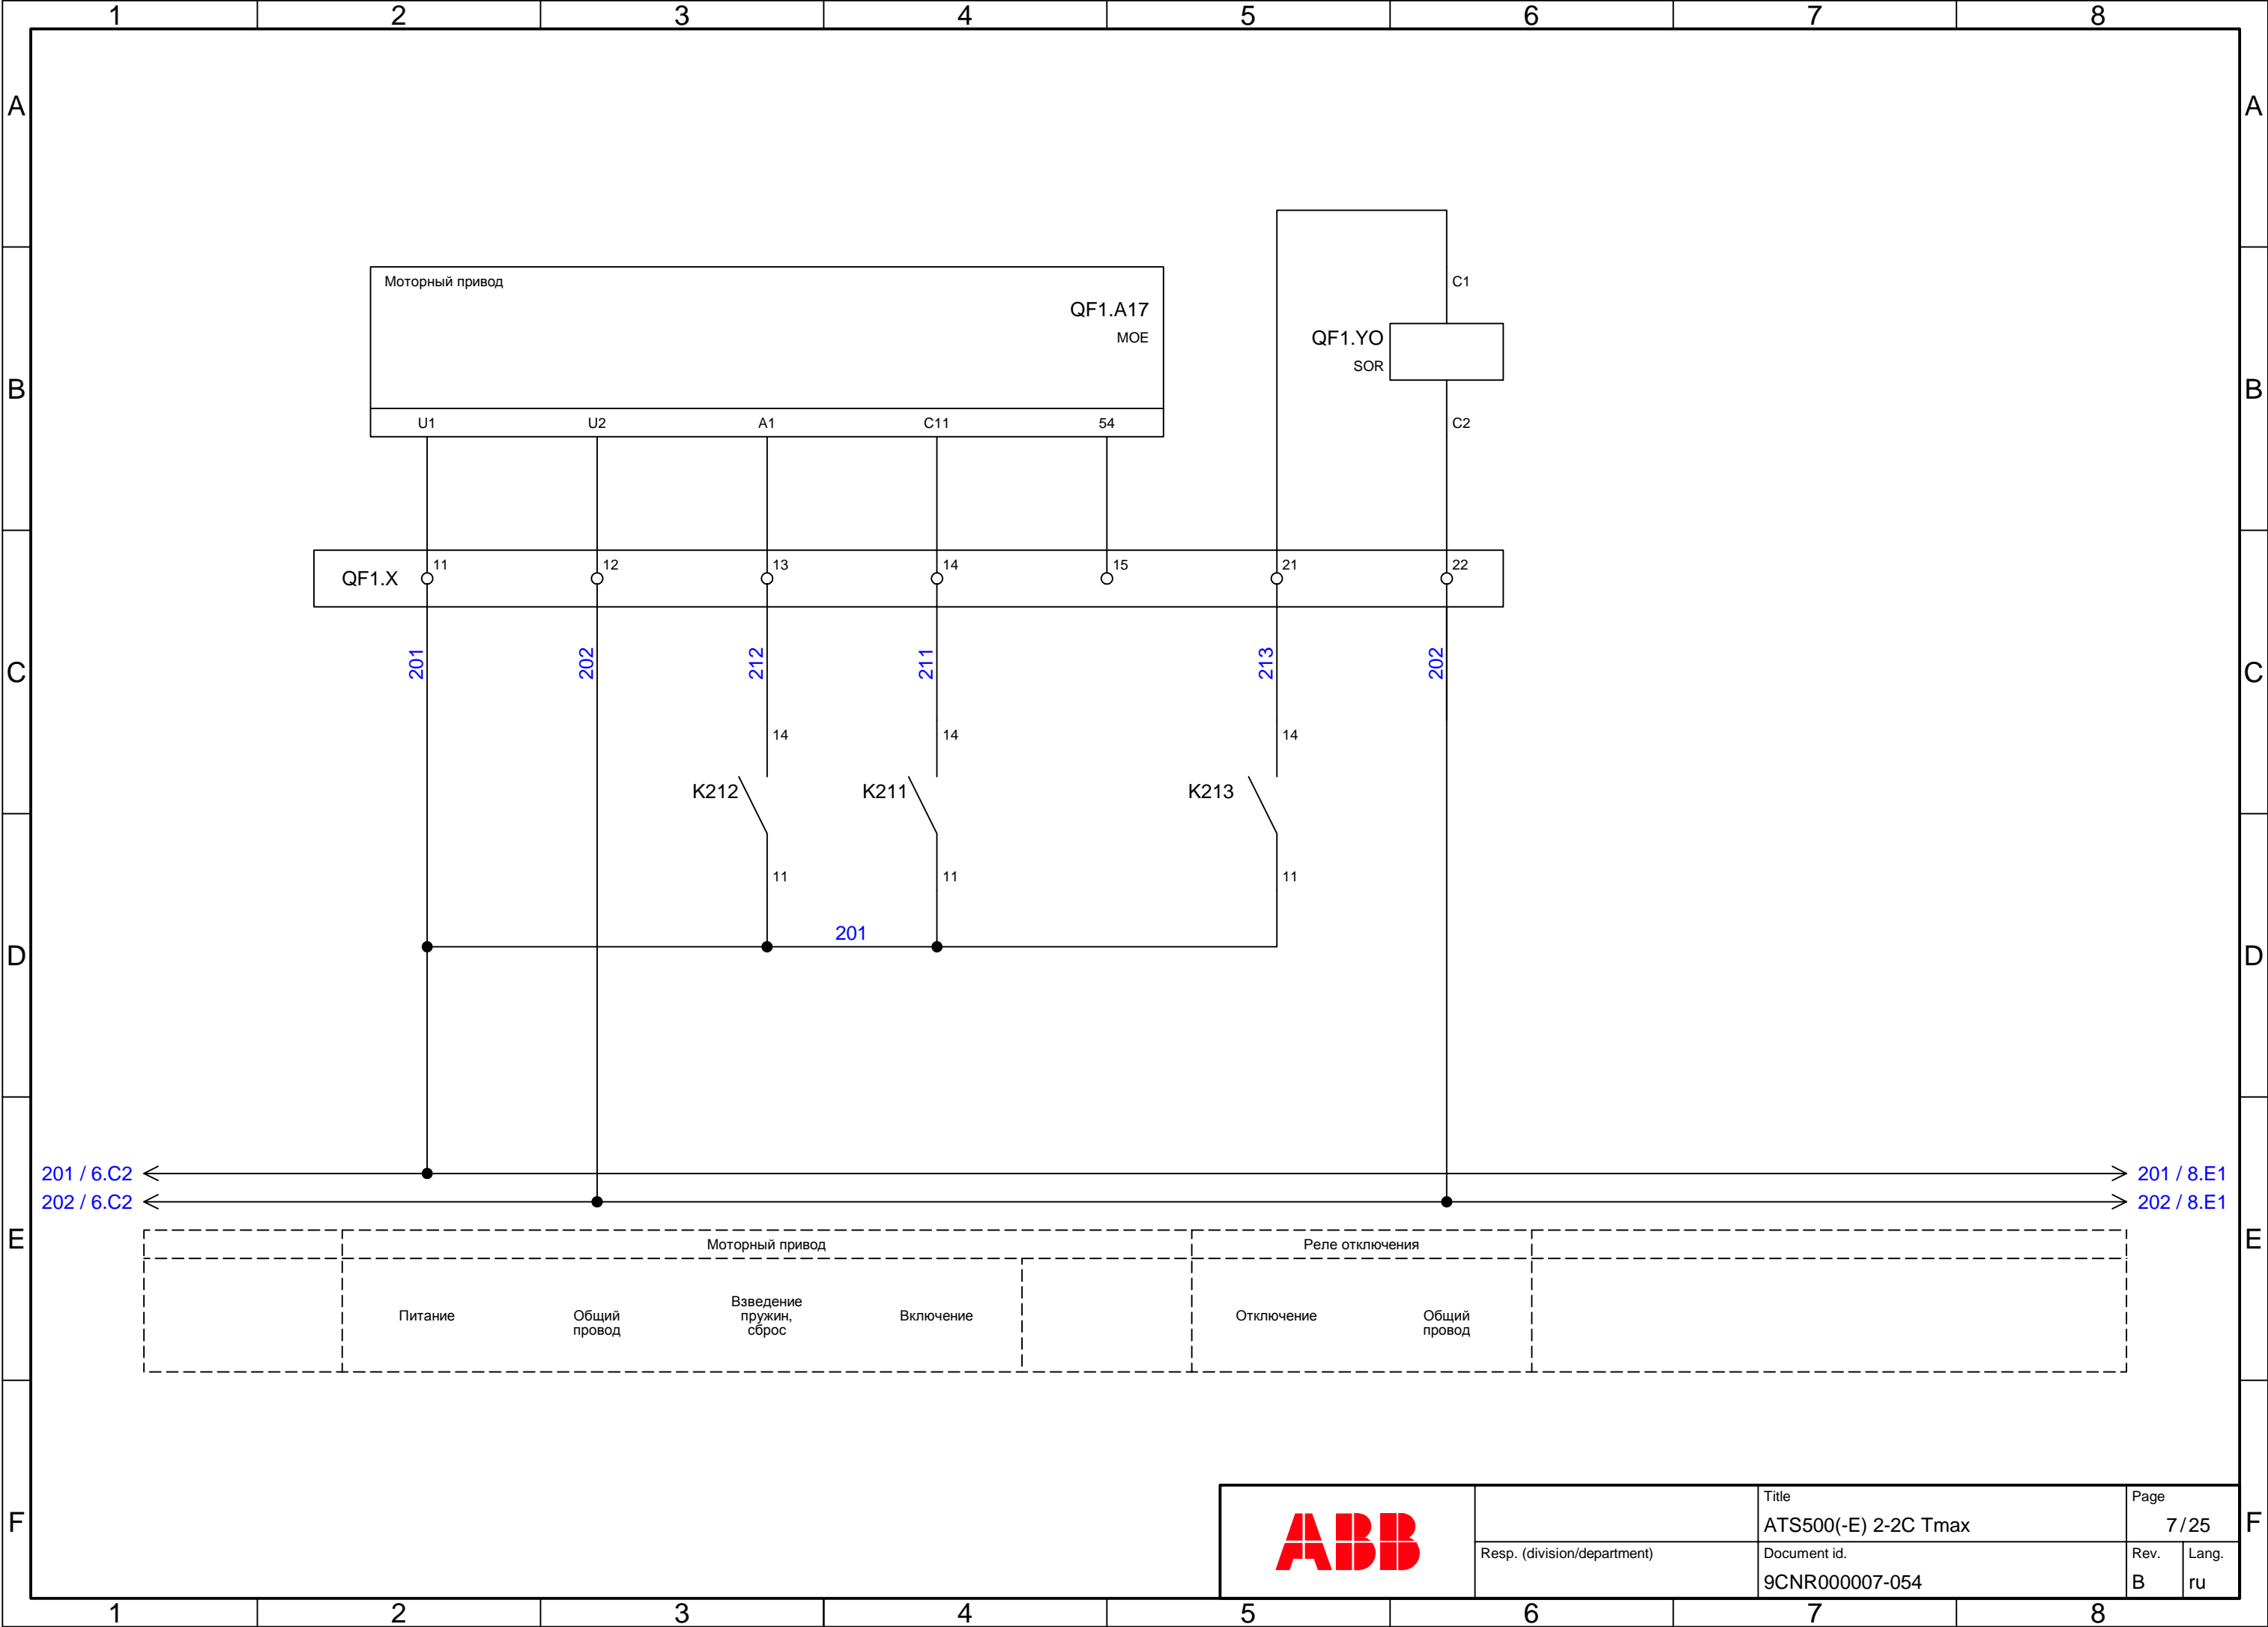 1 2 3 4 5 6 7 8
A A
Моторный привод
QF1.A17
MOE
C1
QF1.YO
SOR
B B
U1 U2 A1 C11 54
C2
QF1.X 11 12 13 14 15 21 22
201 202 212 211 213 202
C C
14 14 14
K212 K211 K213
11 11 11
201
D D
201 / 6.C2 201 / 8.E1
202 / 6.C2 202 / 8.E1
E E
Моторный привод Реле отключения
Питание
Общий
провод
Взведение
пружин,
сброс
Включение
Отключение
Общий
провод
F F
ABB
Title
ATS500(-E) 2-2C Tmax
Page
7/25
Resp. (division/department)
Document id.
9CNR000007-054
Rev.
B
Lang.
ru
1 2 3 4 5 6 7 8